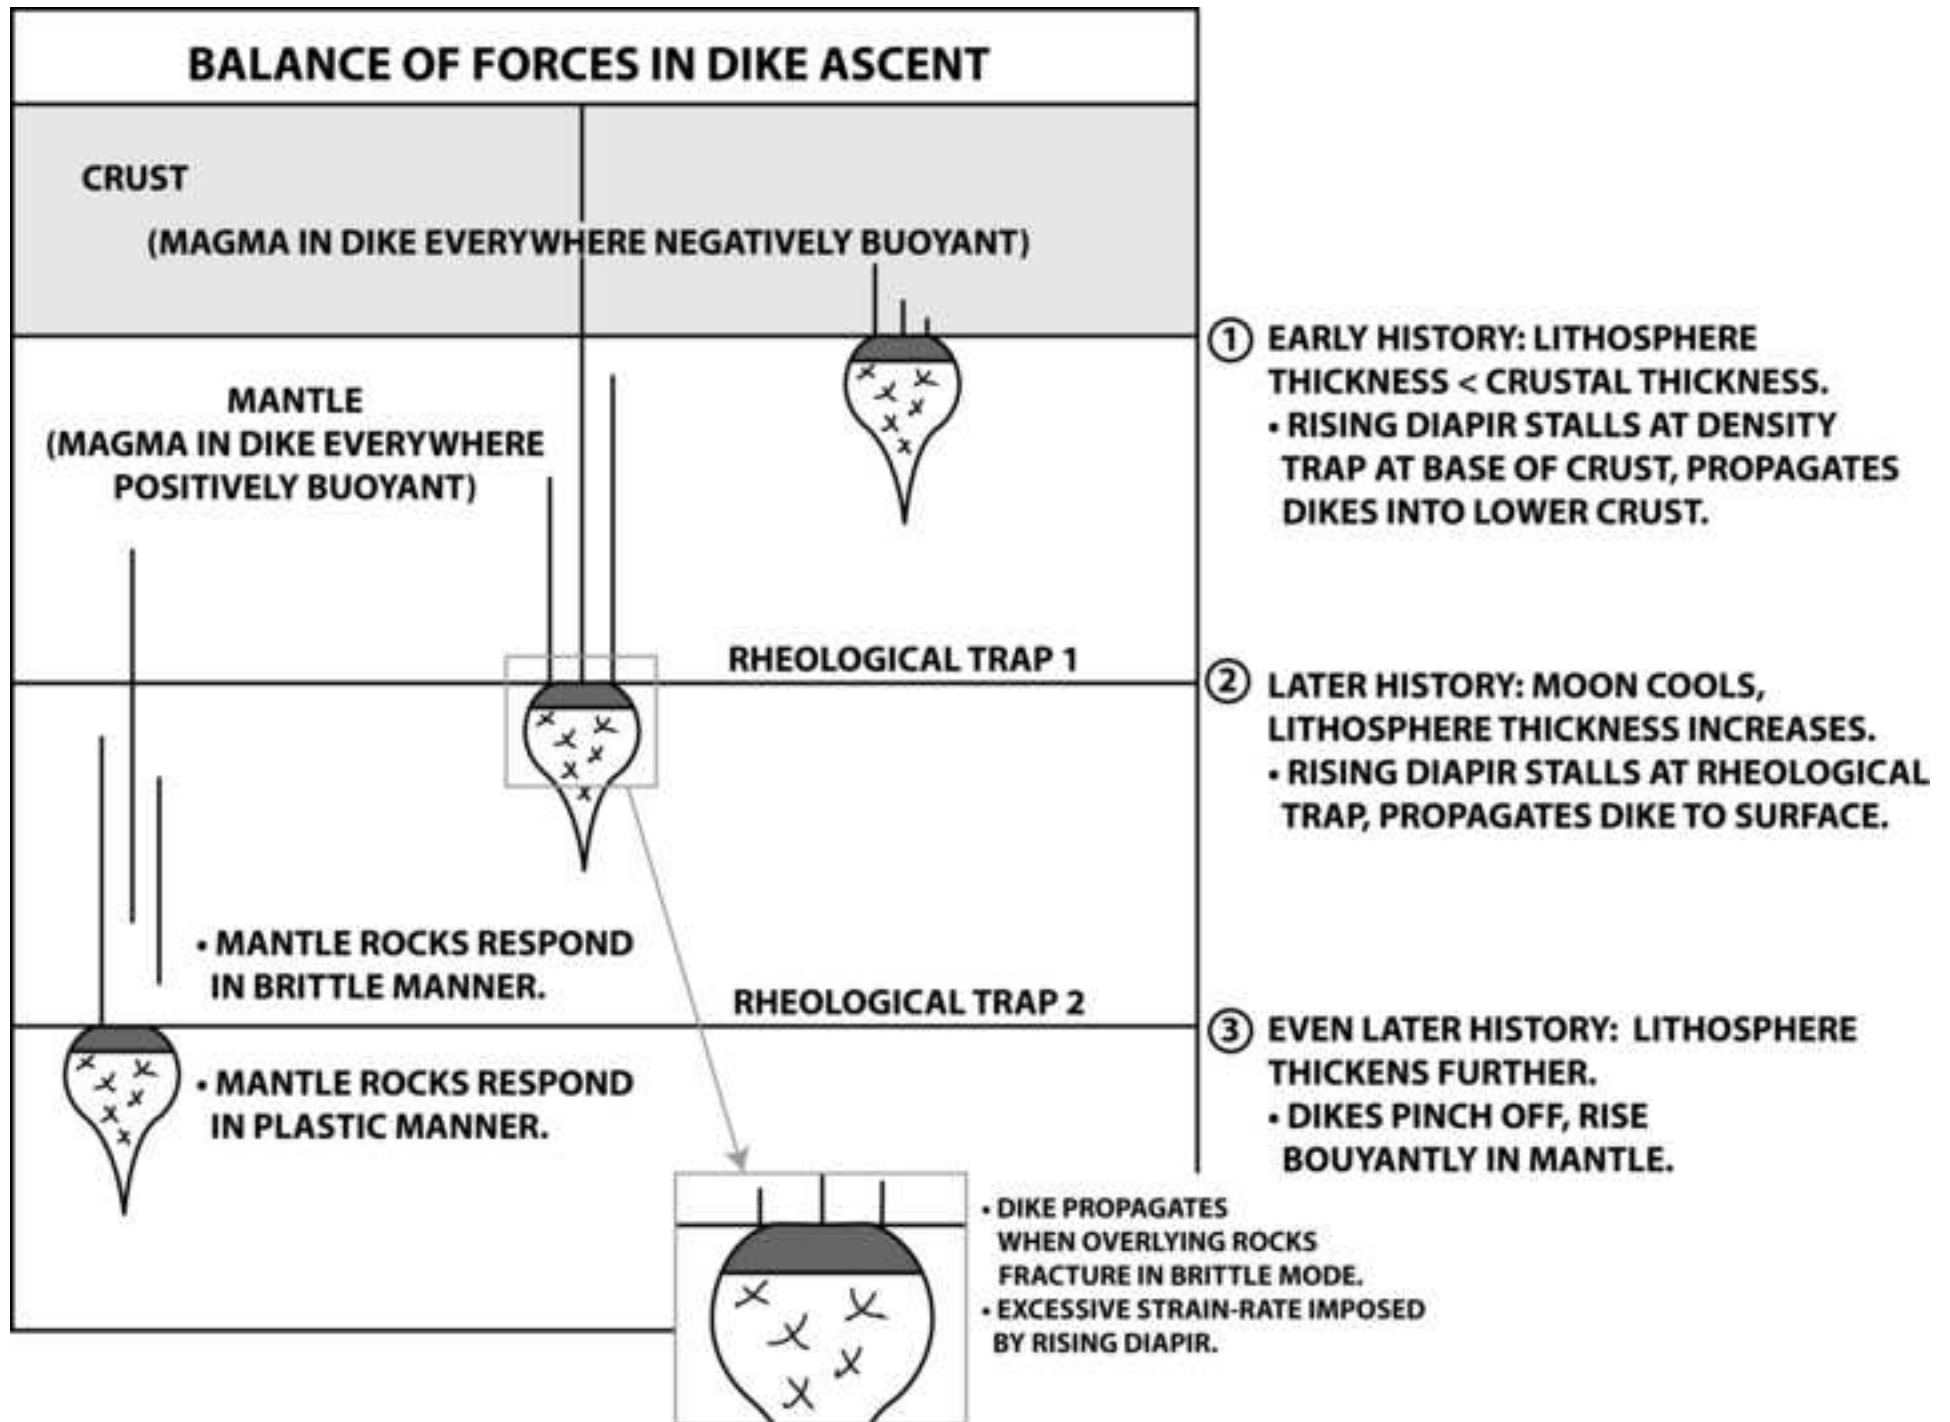 BALANCE OF FORCES IN DIKE ASCENT
CRUST
(MAGMA IN DIKE EVERYWHERE NEGATIVELY BUOYANT)
MANTLE
(MAGMA IN DIKE EVERYWHERE
POSITIVELY BUOYANT)
1 EARLY HISTORY: LITHOSPHERE
THICKNESS < CRUSTAL THICKNESS.
• RISING DIAPIR STALLS AT DENSITY
TRAP AT BASE OF CRUST, PROPAGATES
DIKES INTO LOWER CRUST.
RHEOLOGICAL TRAP 1
2 LATER HISTORY: MOON COOLS,
LITHOSPHERE THICKNESS INCREASES.
• RISING DIAPIR STALLS AT RHEOLOGICAL
TRAP, PROPAGATES DIKE TO SURFACE.
• MANTLE ROCKS RESPOND
IN BRITTLE MANNER.
RHEOLOGICAL TRAP 2
3 EVEN LATER HISTORY: LITHOSPHERE
THICKENS FURTHER.
• DIKES PINCH OFF, RISE
BOUYANTLY IN MANTLE.
• MANTLE ROCKS RESPOND
IN PLASTIC MANNER.
• DIKE PROPAGATES
WHEN OVERLYING ROCKS
FRACTURE IN BRITTLE MODE.
• EXCESSIVE STRAIN-RATE IMPOSED
BY RISING DIAPIR.